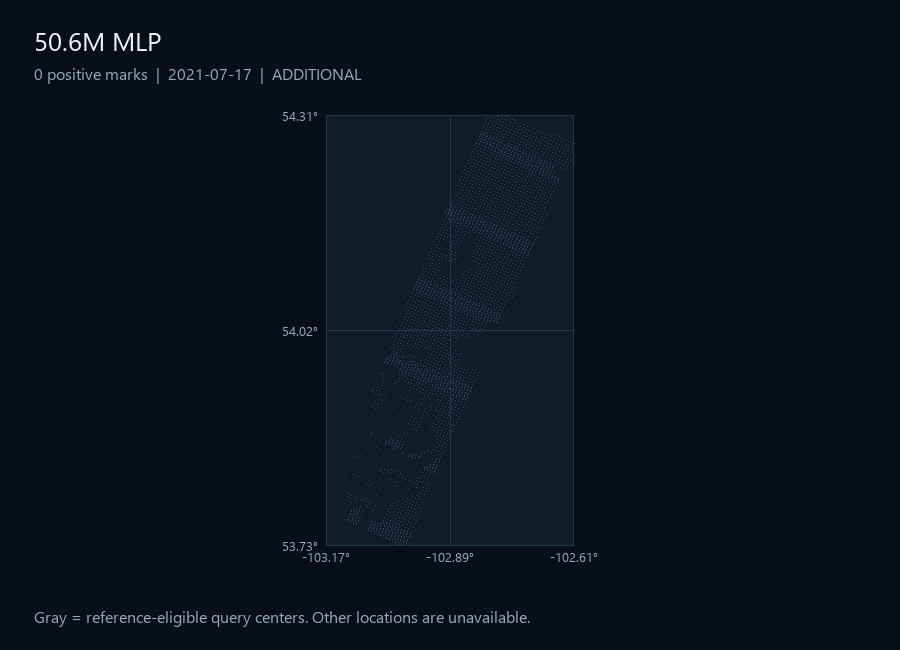 50.6M MLP
0 positive marks | 2021-07-17 | ADDITIONAL
54.31°
54.02°
53.73°
-103.17° -102.89° -102.61°
Gray = reference-eligible query centers. Other locations are unavailable.